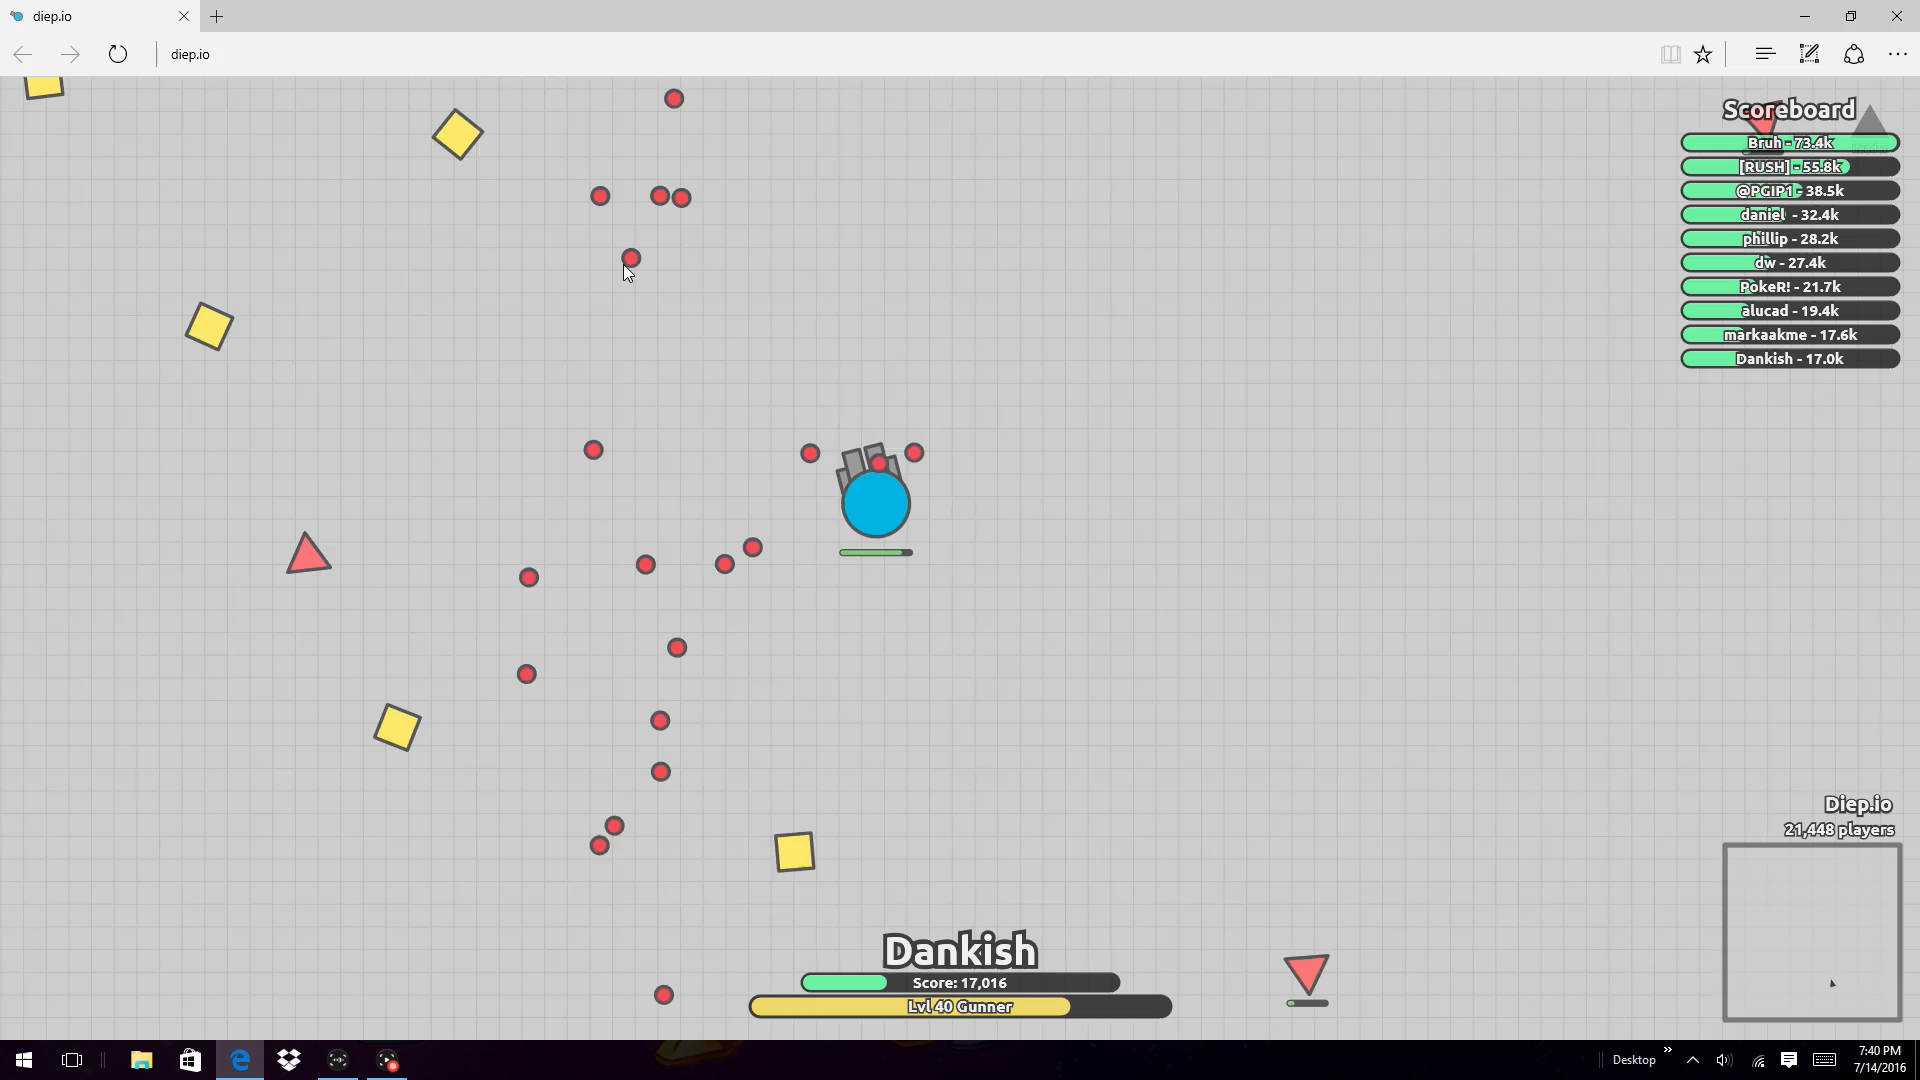 diep.io
diep.io
Scoreboard
Bruh - 73.4k
[RUSH] - 55.8k
@PGIP1 - 38.5k
daniel - 32.4k
phillip - 28.2k
dw - 27.4k
PokeR! - 21.7k
alucad - 19.4k
markaakme - 17.6k
Dankish - 17.0k
Diep.io
21,448 players
Dankish
Score: 17,016
Lvl 40 Gunner
Desktop
7:40 PM
7/14/2016